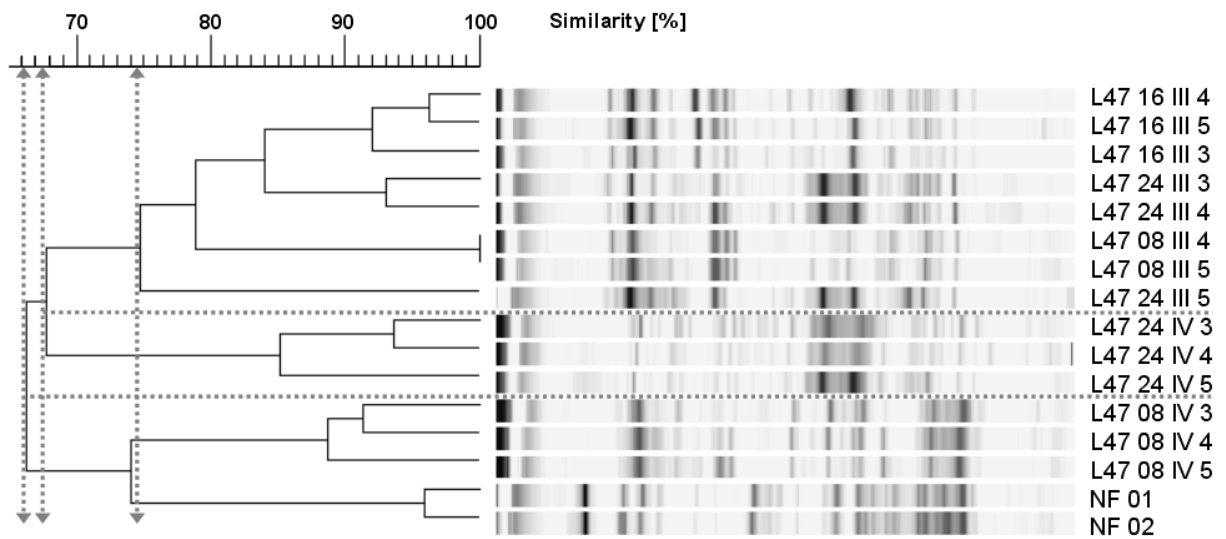 70 80 90 100 Similarity [%]
L47 16 III 4
L47 16 III 5
L47 16 III 3
L47 24 III 3
L47 24 III 4
L47 08 III 4
L47 08 III 5
L47 24 III 5
L47 24 IV 3
L47 24 IV 4
L47 24 IV 5
L47 08 IV 3
L47 08 IV 4
L47 08 IV 5
NF 01
NF 02